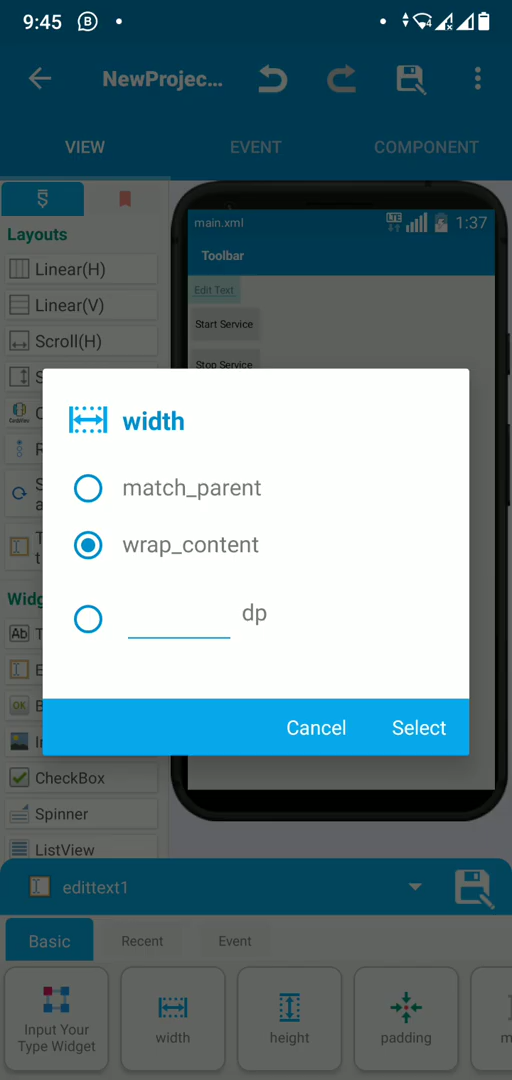 9:45
NewProjec...
VIEW
EVENT
COMPONENT
Layouts
Linear(H)
Linear(V)
Scroll(H)
main.xml
LTE
1:37
Toolbar
Edit Text
Start Service
Stop Service
width
match_parent
wrap_content
dp
Cancel
Select
CheckBox
Spinner
ListView
edittext1
Basic
Recent
Event
Input Your
Type Widget
width
height
padding